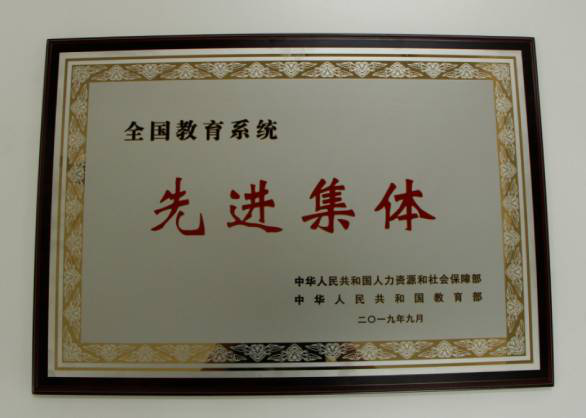 全国教育系统
先进集体
中华人民共和国人力资源和社会保障部
中华人民共和国教育部
二〇一九年九月